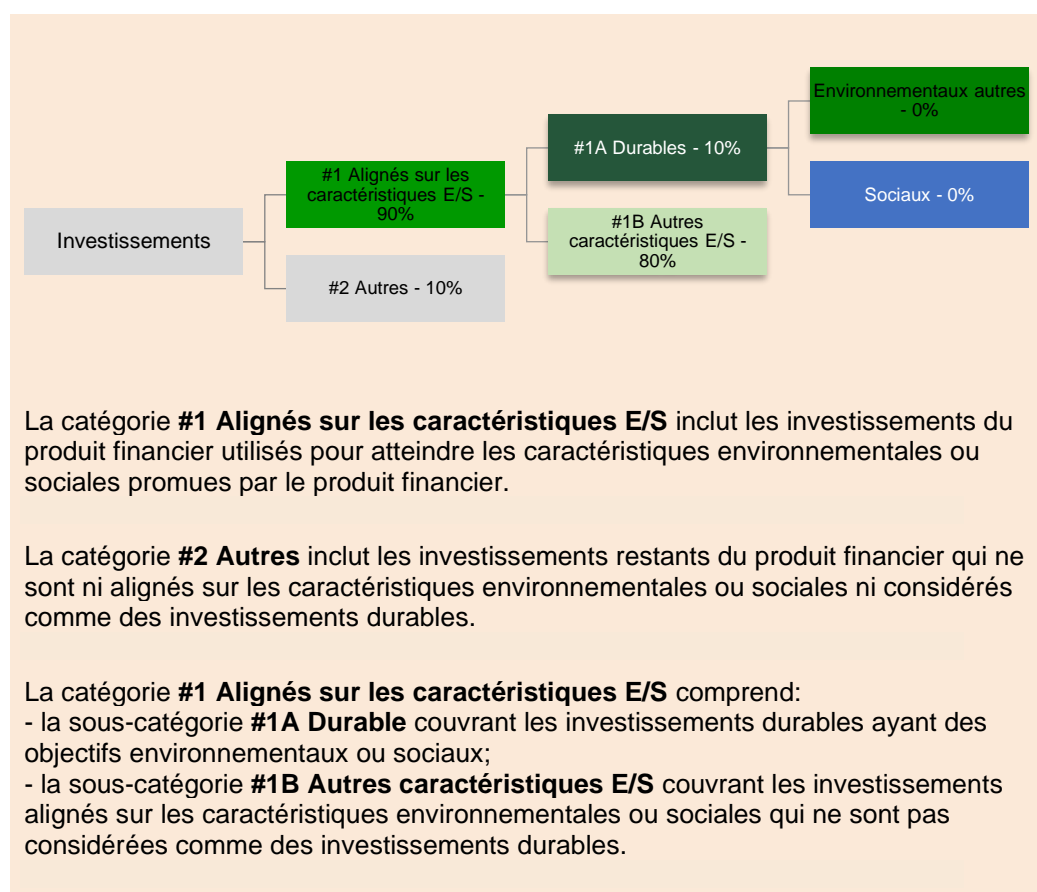 Investissements
#1 Alignés sur les
caractéristiques E/S -
90%
#2 Autres - 10%
#1A Durables - 10%
#1B Autres
caractéristiques E/S -
80%
Environnementaux autres
- 0%
Sociaux - 0%
La catégorie #1 Alignés sur les caractéristiques E/S inclut les investissements du
produit financier utilisés pour atteindre les caractéristiques environnementales ou
sociales promues par le produit financier.
La catégorie #2 Autres inclut les investissements restants du produit financier qui ne
sont ni alignés sur les caractéristiques environnementales ou sociales ni considérés
comme des investissements durables.
La catégorie #1 Alignés sur les caractéristiques E/S comprend:
- la sous-catégorie #1A Durable couvrant les investissements durables ayant des
objectifs environnementaux ou sociaux;
- la sous-catégorie #1B Autres caractéristiques E/S couvrant les investissements
alignés sur les caractéristiques environnementales ou sociales qui ne sont pas
considérées comme des investissements durables.